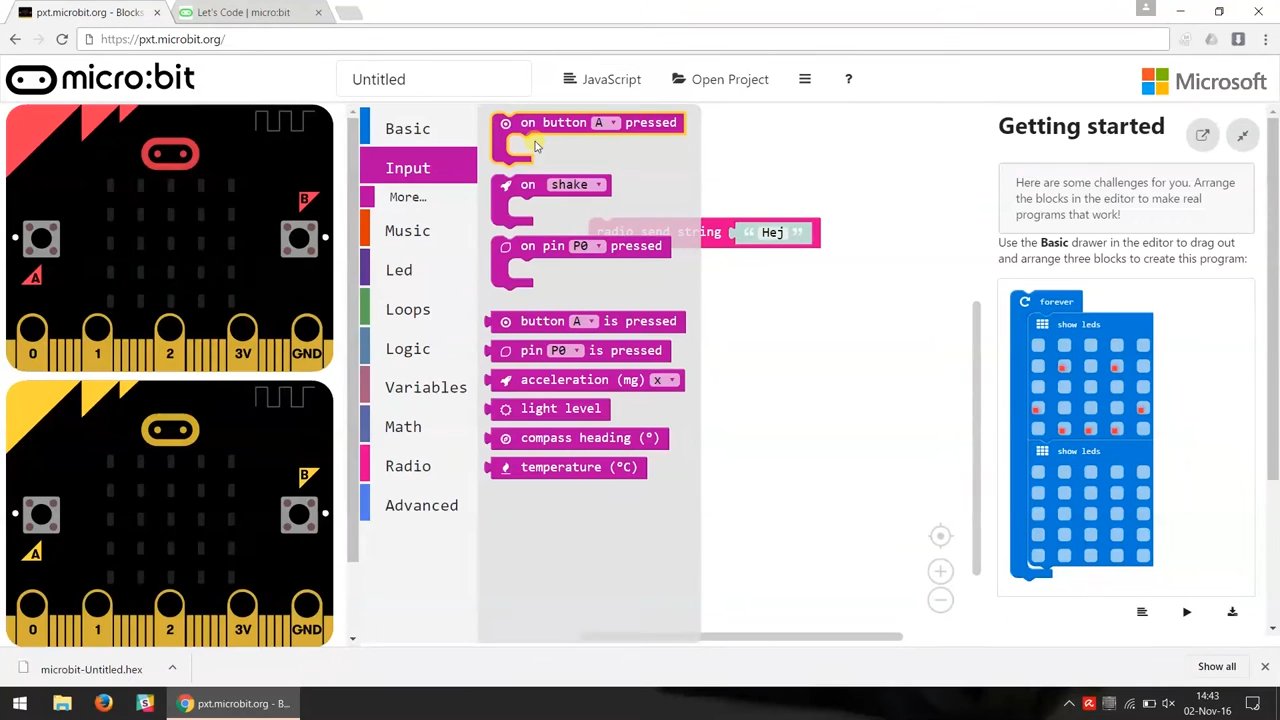 pxt.microbit.org - Blocks
Let's Code | micro:bit
https://pxt.microbit.org/
micro:bit
Untitled
JavaScript
Open Project
?
Microsoft
A
B
0
1
2
3V
GND
A
B
0
1
2
3V
GND
Basic
Input
More...
Music
Led
Loops
Logic
Variables
Math
Radio
Advanced
on button A pressed
on shake
radio send string “ Hej ”
on pin P0 pressed
button A is pressed
pin P0 is pressed
acceleration (mg) x
light level
compass heading (°)
temperature (°C)
Getting started
Here are some challenges for you. Arrange
the blocks in the editor to make real
programs that work!
Use the Basic drawer in the editor to drag out
and arrange three blocks to create this program:
forever
show leds
show leds
microbit-Untitled.hex
Show all
pxt.microbit.org - B...
14:43
02-Nov-16